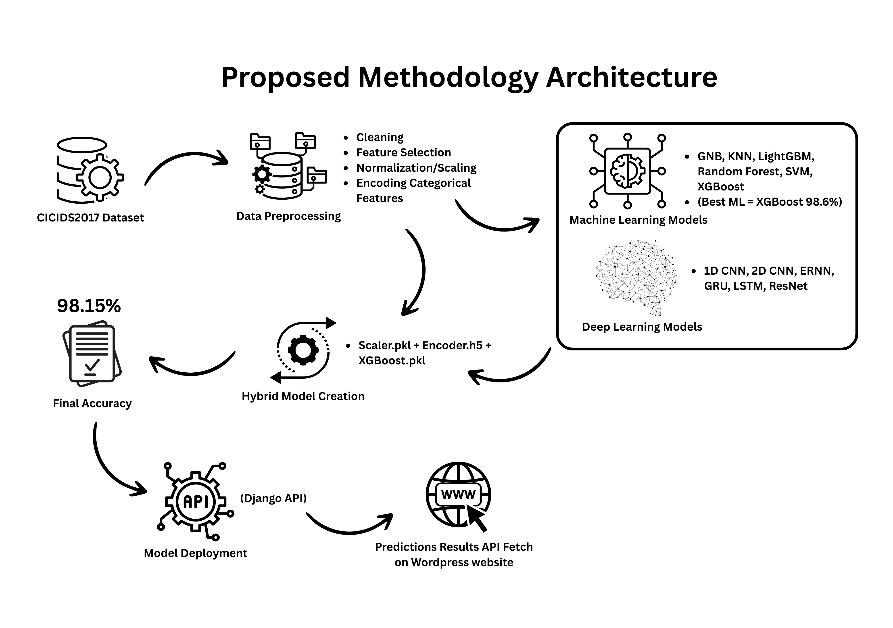 Proposed Methodology Architecture
CICIDS2017 Dataset
Data Preprocessing
• Cleaning
• Feature Selection
• Normalization/Scaling
• Encoding Categorical
Features
• GNB, KNN, LightGBM,
Random Forest, SVM,
XGBoost
• (Best ML = XGBoost 98.6%)
Machine Learning Models
• 1D CNN, 2D CNN, ERNN,
GRU, LSTM, ResNet
Deep Learning Models
• Scaler.pkl + Encoder.h5 +
XGBoost.pkl
Hybrid Model Creation
98.15%
Final Accuracy
API
(Django API)
Model Deployment
WWW
Predictions Results API Fetch
on Wordpress website